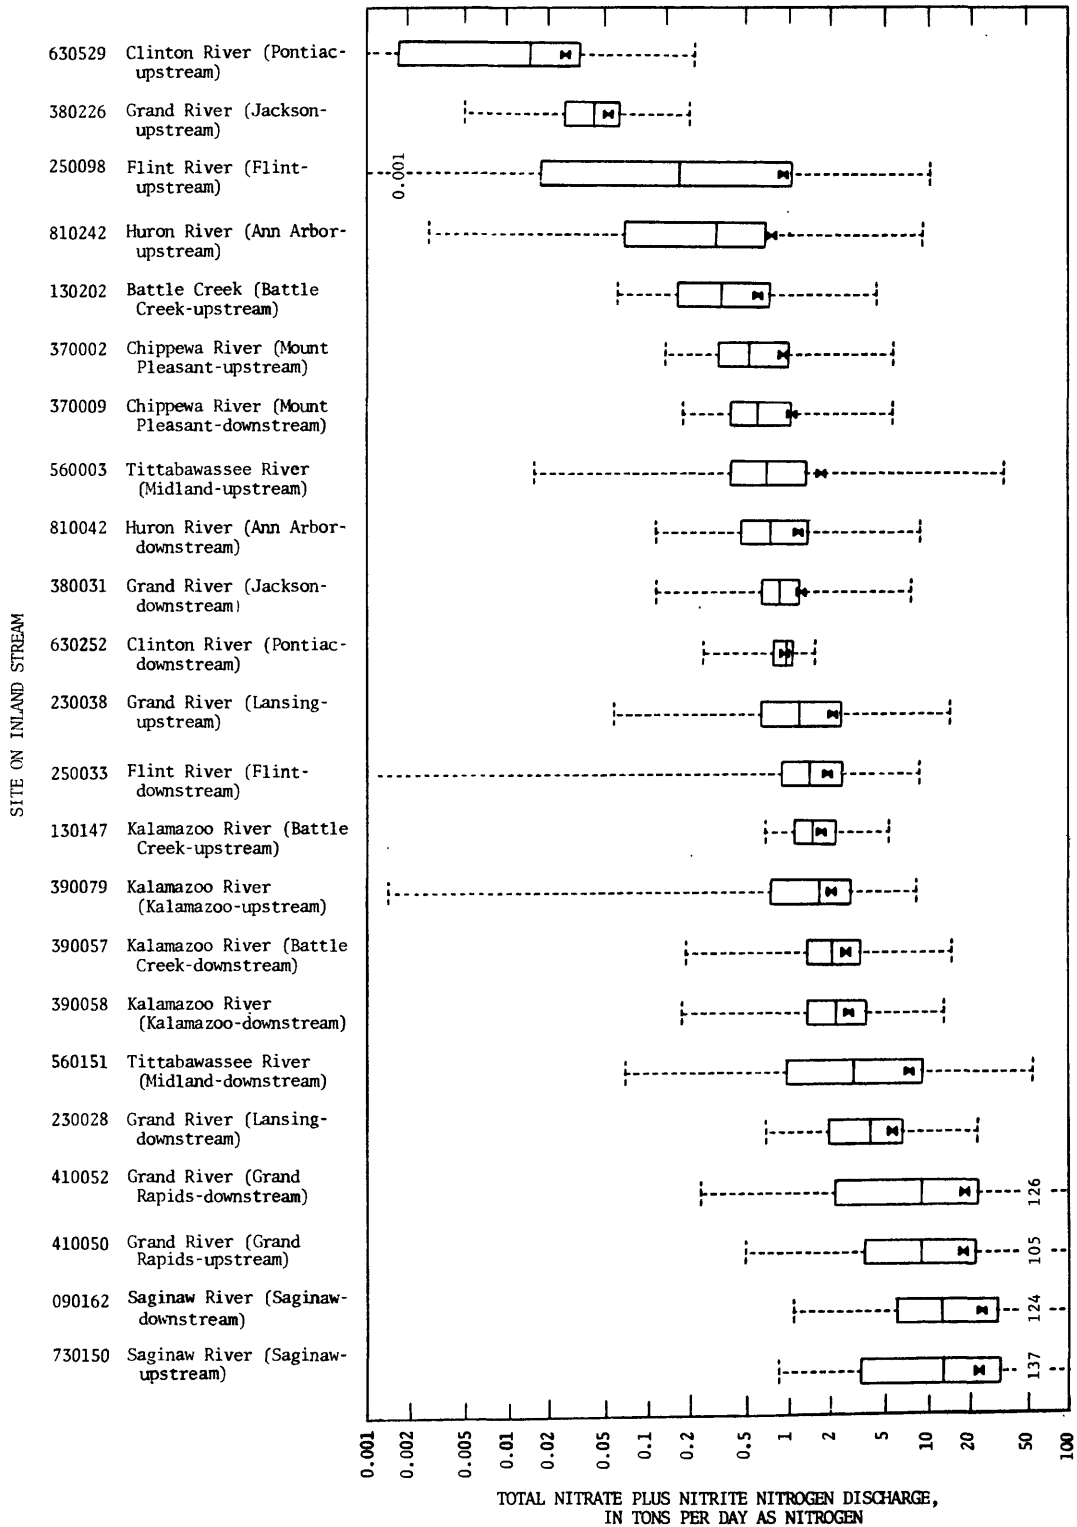 SITE ON INLAND STREAM
630529 Clinton River (Pontiac-
upstream)
380226 Grand River (Jackson-
upstream)
250098 Flint River (Flint-
upstream)
0.001
810242 Huron River (Ann Arbor-
upstream)
130202 Battle Creek (Battle
Creek-upstream)
370002 Chippewa River (Mount
Pleasant-upstream)
370009 Chippewa River (Mount
Pleasant-downstream)
560003 Tittabawassee River
(Midland-upstream)
810042 Huron River (Ann Arbor-
downstream)
380031 Grand River (Jackson-
downstream)
630252 Clinton River (Pontiac-
downstream)
230038 Grand River (Lansing-
upstream)
250033 Flint River (Flint-
downstream)
130147 Kalamazoo River (Battle
Creek-upstream)
390079 Kalamazoo River
(Kalamazoo-upstream)
390057 Kalamazoo River (Battle
Creek-downstream)
390058 Kalamazoo River
(Kalamazoo-downstream)
560151 Tittabawassee River
(Midland-downstream)
230028 Grand River (Lansing-
downstream)
410052 Grand River (Grand
Rapids-downstream)
126
410050 Grand River (Grand
Rapids-upstream)
105
090162 Saginaw River (Saginaw-
downstream)
124
730150 Saginaw River (Saginaw-
upstream)
137
0.001 0.002 0.005 0.01 0.02 0.05 0.1 0.2 0.5 1 2 5 10 20 50 100
TOTAL NITRATE PLUS NITRITE NITROGEN DISCHARGE,
IN TONS PER DAY AS NITROGEN